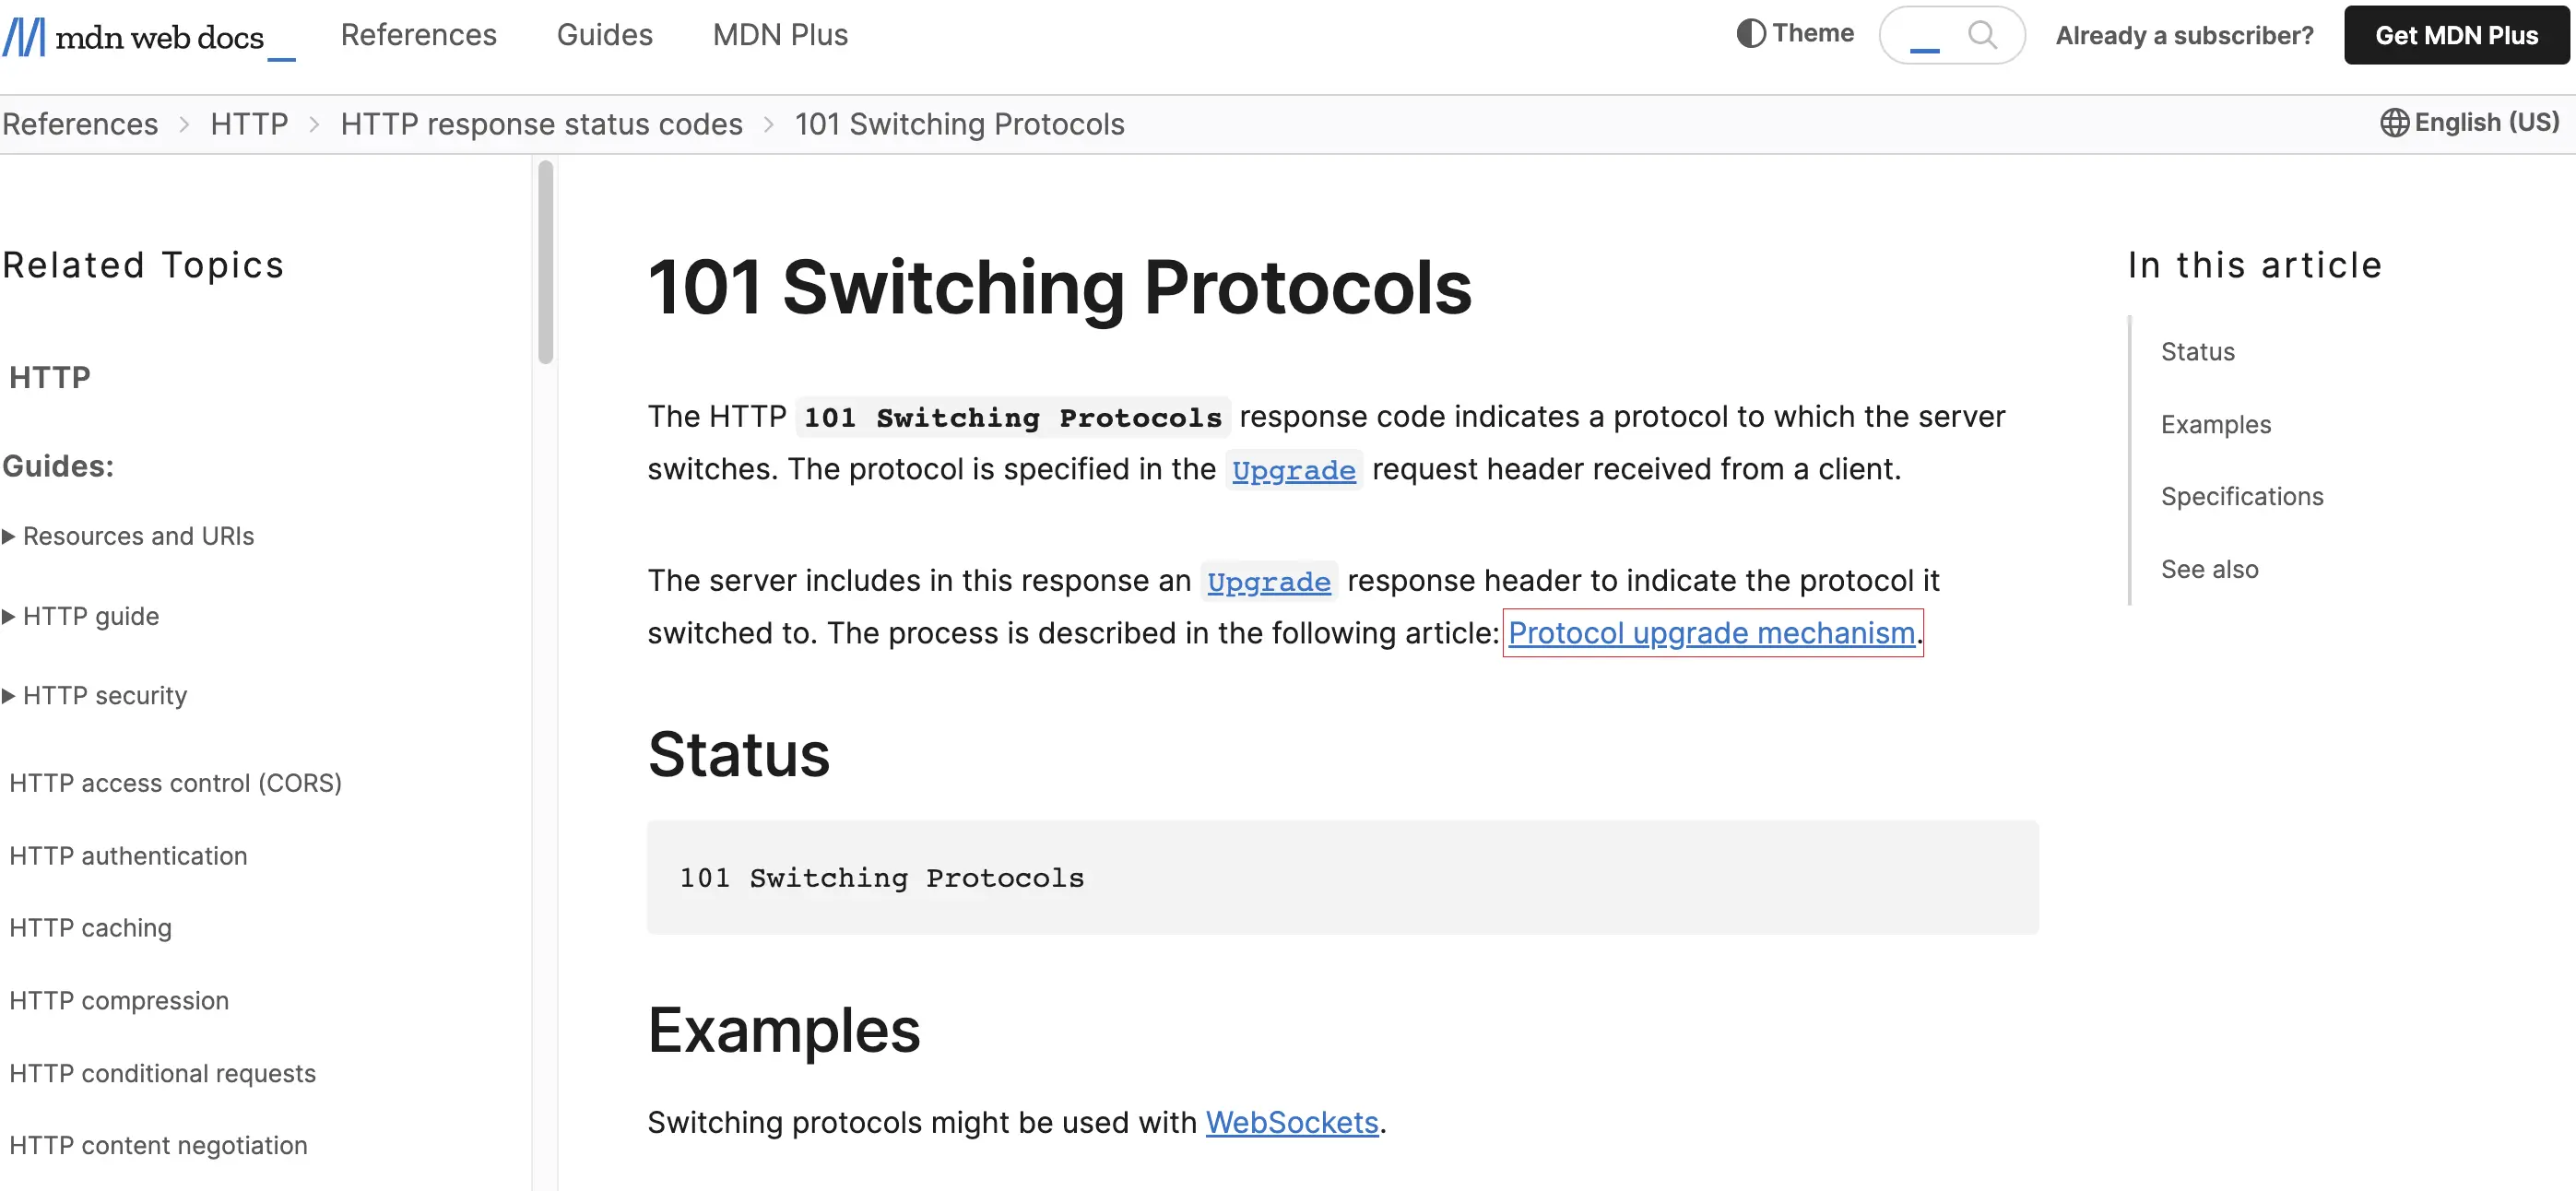 mdn web docs_
References Guides MDN Plus
Theme
Already a subscriber?
Get MDN Plus
References > HTTP > HTTP response status codes > 101 Switching Protocols
English (US)
Related Topics
HTTP
Guides:
Resources and URIs
HTTP guide
HTTP security
HTTP access control (CORS)
HTTP authentication
HTTP caching
HTTP compression
HTTP conditional requests
HTTP content negotiation
101 Switching Protocols
The HTTP 101 Switching Protocols response code indicates a protocol to which the server
switches. The protocol is specified in the Upgrade request header received from a client.
The server includes in this response an Upgrade response header to indicate the protocol it
switched to. The process is described in the following article: Protocol upgrade mechanism.
Status
101 Switching Protocols
Examples
Switching protocols might be used with WebSockets.
In this article
Status
Examples
Specifications
See also